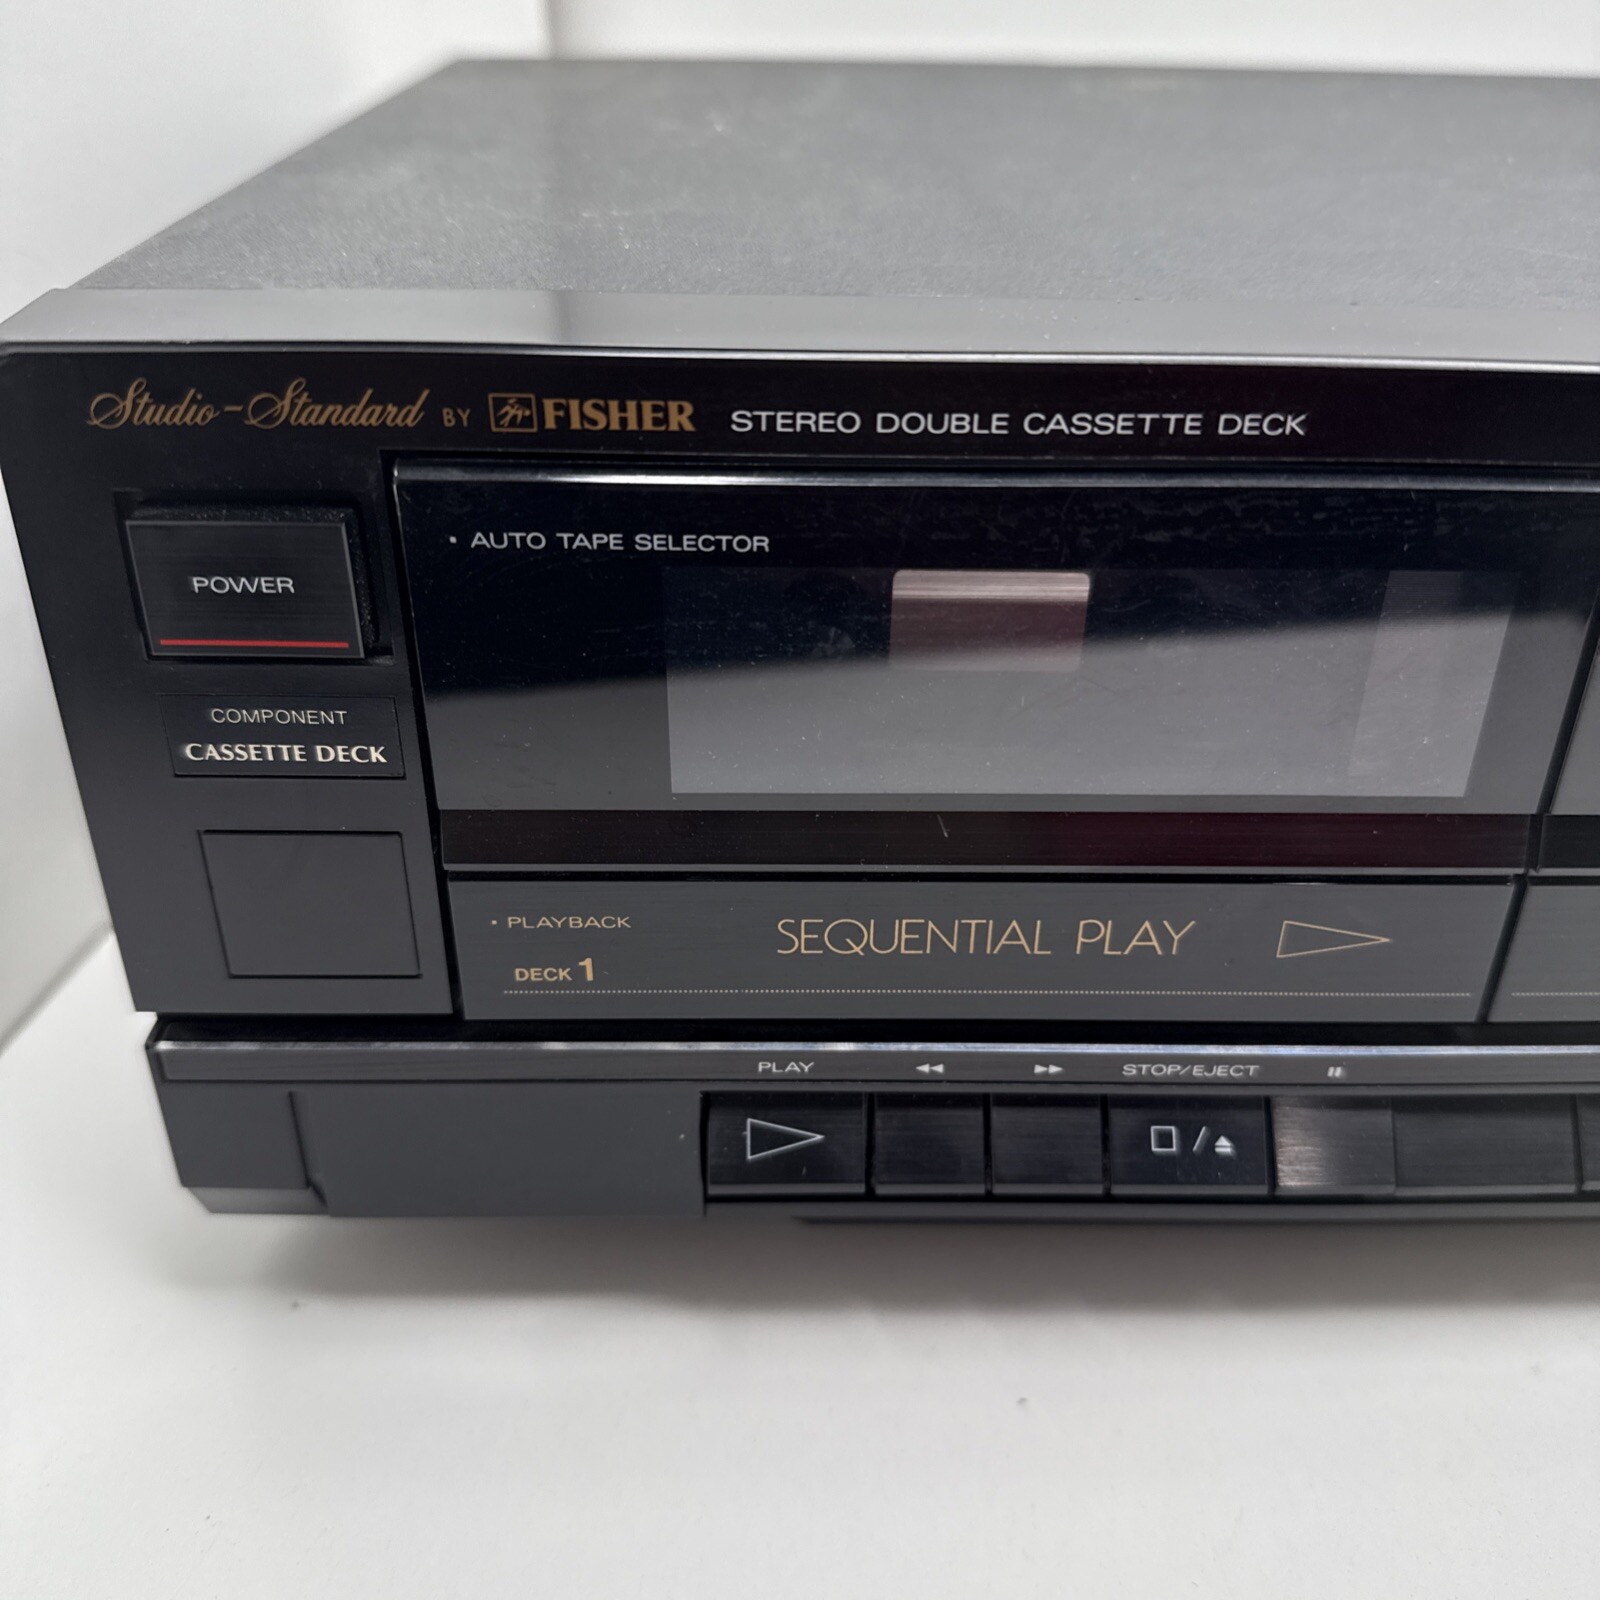 Studio-Standard BY FISHER STEREO DOUBLE CASSETTE DECK
• AUTO TAPE SELECTOR
POWER
COMPONENT
CASSETTE DECK
• PLAYBACK
DECK 1
SEQUENTIAL PLAY
PLAY ◀◀ ▶▶ STOP/EJECT ⏸